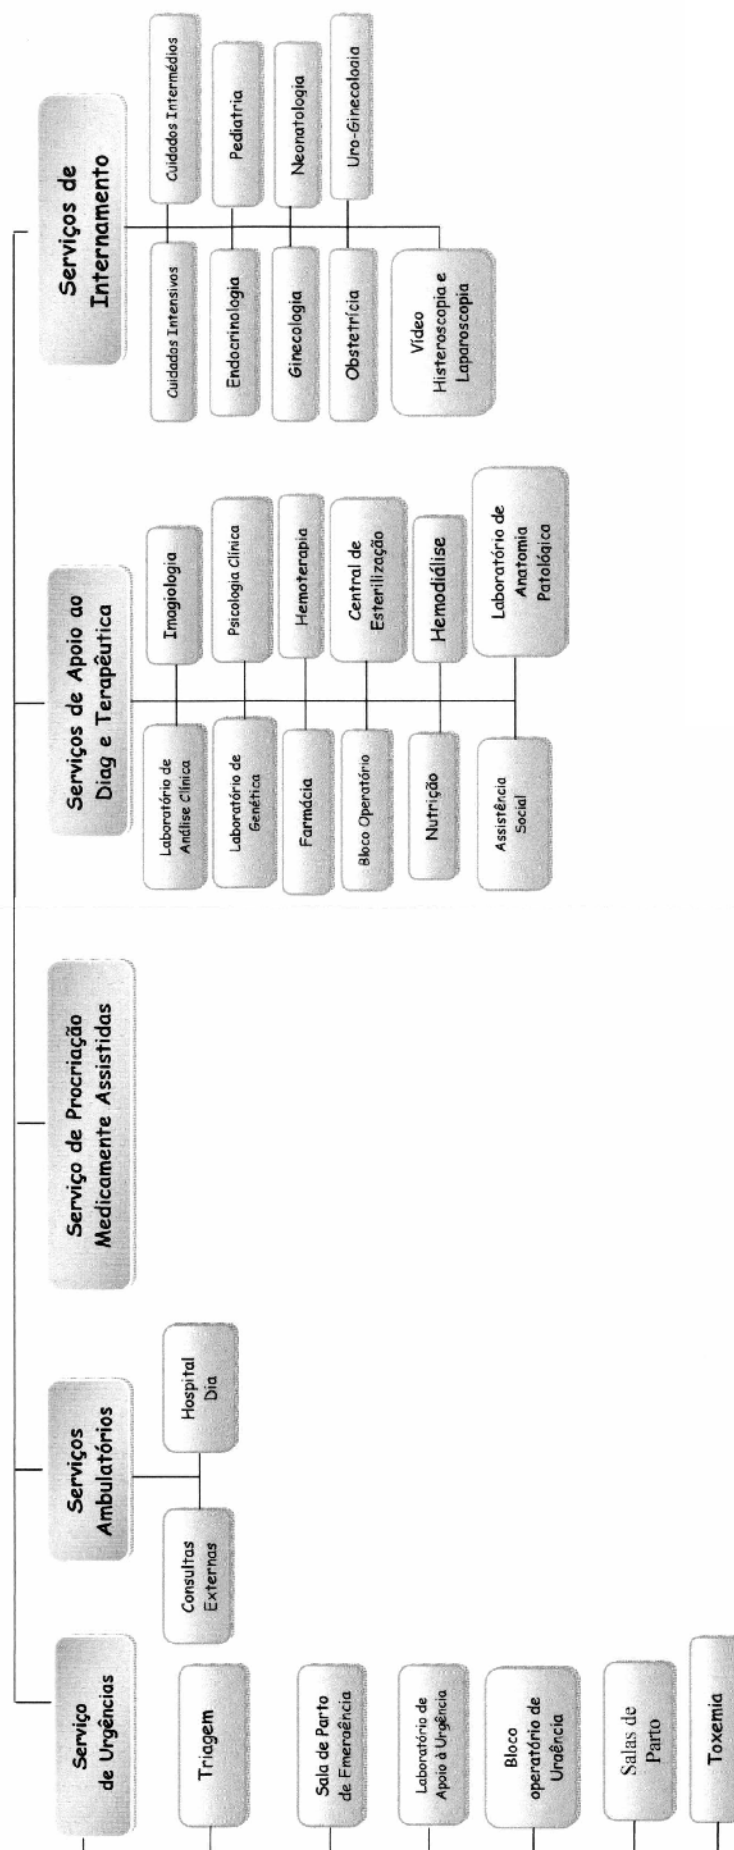 Serviço
de Urgências
Triagem
Sala de Parto
de Emergência
Laboratório de
Apoio à Urgência
Bloco
operatório de
Urgência
Salas de
Parto
Toxemia
Serviços
Ambulatórios
Consultas
Externas
Hospital
Dia
Serviço de Procriação
Medicamente Assistidas
Serviços de Apoio ao
Diag e Terapêutica
Laboratório de
Análise Clínica
Imagiologia
Laboratório de
Genética
Psicologia Clínica
Farmácia
Hemoterapia
Bloco Operatório
Central de
Esterilização
Nutrição
Hemodiálise
Assistência
Social
Laboratório de
Anatomia
Patológica
Serviços de
Internamento
Cuidados Intensivos
Cuidados Intermédios
Endocrinologia
Pediatria
Ginecologia
Neonatologia
Obstetrícia
Uro-Ginecologia
Vídeo
Histeroscopia e
Laparoscopia